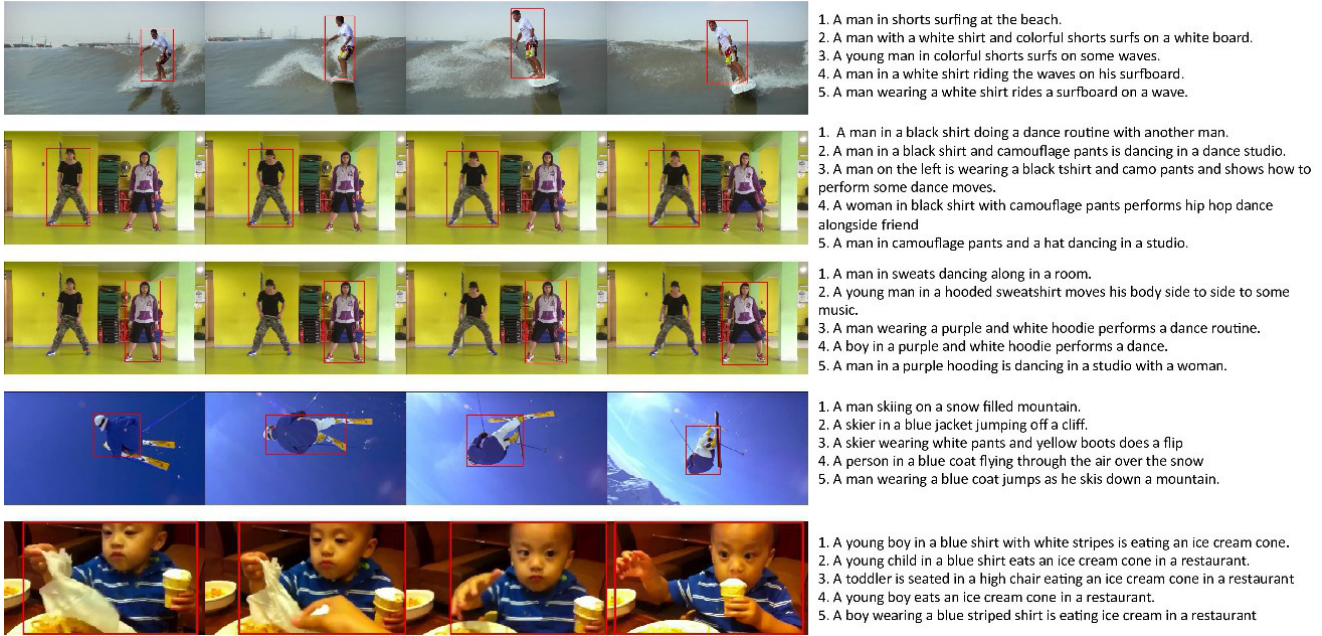 1. A man in shorts surfing at the beach.
2. A man with a white shirt and colorful shorts surfs on a white board.
3. A young man in colorful shorts surfs on some waves.
4. A man in a white shirt riding the waves on his surfboard.
5. A man wearing a white shirt rides a surfboard on a wave.
1. A man in a black shirt doing a dance routine with another man.
2. A man in a black shirt and camouflage pants is dancing in a dance studio.
3. A man on the left is wearing a black tshirt and camo pants and shows how to
perform some dance moves.
4. A woman in black shirt with camouflage pants performs hip hop dance
alongside friend
5. A man in camouflage pants and a hat dancing in a studio.
1. A man in sweats dancing along in a room.
2. A young man in a hooded sweatshirt moves his body side to side to some
music.
3. A man wearing a purple and white hoodie performs a dance routine.
4. A boy in a purple and white hoodie performs a dance.
5. A man in a purple hooding is dancing in a studio with a woman.
1. A man skiing on a snow filled mountain.
2. A skier in a blue jacket jumping off a cliff.
3. A skier wearing white pants and yellow boots does a flip
4. A person in a blue coat flying through the air over the snow
5. A man wearing a blue coat jumps as he skis down a mountain.
1. A young boy in a blue shirt with white stripes is eating an ice cream cone.
2. A young child in a blue shirt eats an ice cream cone in a restaurant.
3. A toddler is seated in a high chair eating an ice cream cone in a restaurant
4. A young boy eats an ice cream cone in a restaurant.
5. A boy wearing a blue striped shirt is eating ice cream in a restaurant